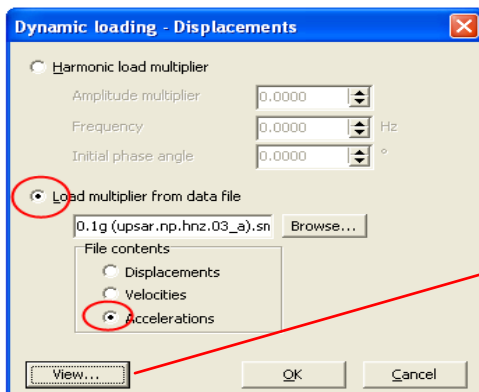 Dynamic loading - Displacements
Harmonic load multiplier
Amplitude multiplier 0.0000
Frequency 0.0000 Hz
Initial phase angle 0.0000 °
Load multiplier from data file
0.1g (upsar.np.hnz.03_a).sm Browse...
File contents
Displacements
Velocities
Accelerations
View... OK Cancel